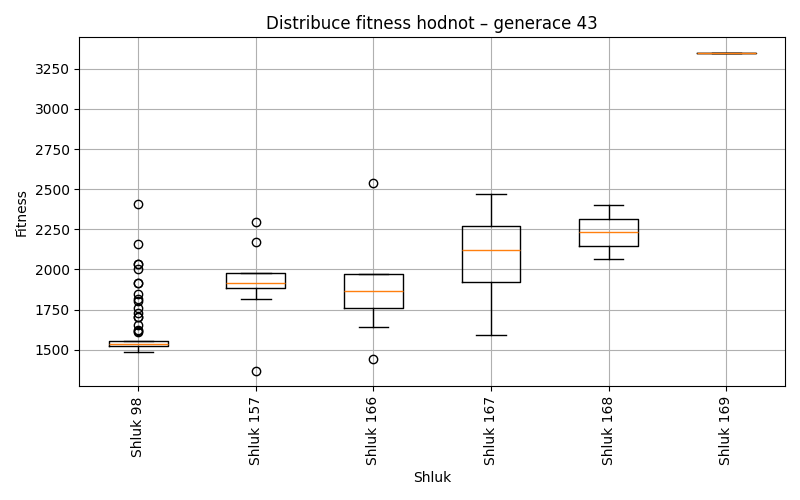 Distribuce fitness hodnot – generace 43
Fitness
3250
3000
2750
2500
2250
2000
1750
1500
Shluk 98
Shluk 157
Shluk 166
Shluk 167
Shluk 168
Shluk 169
Shluk